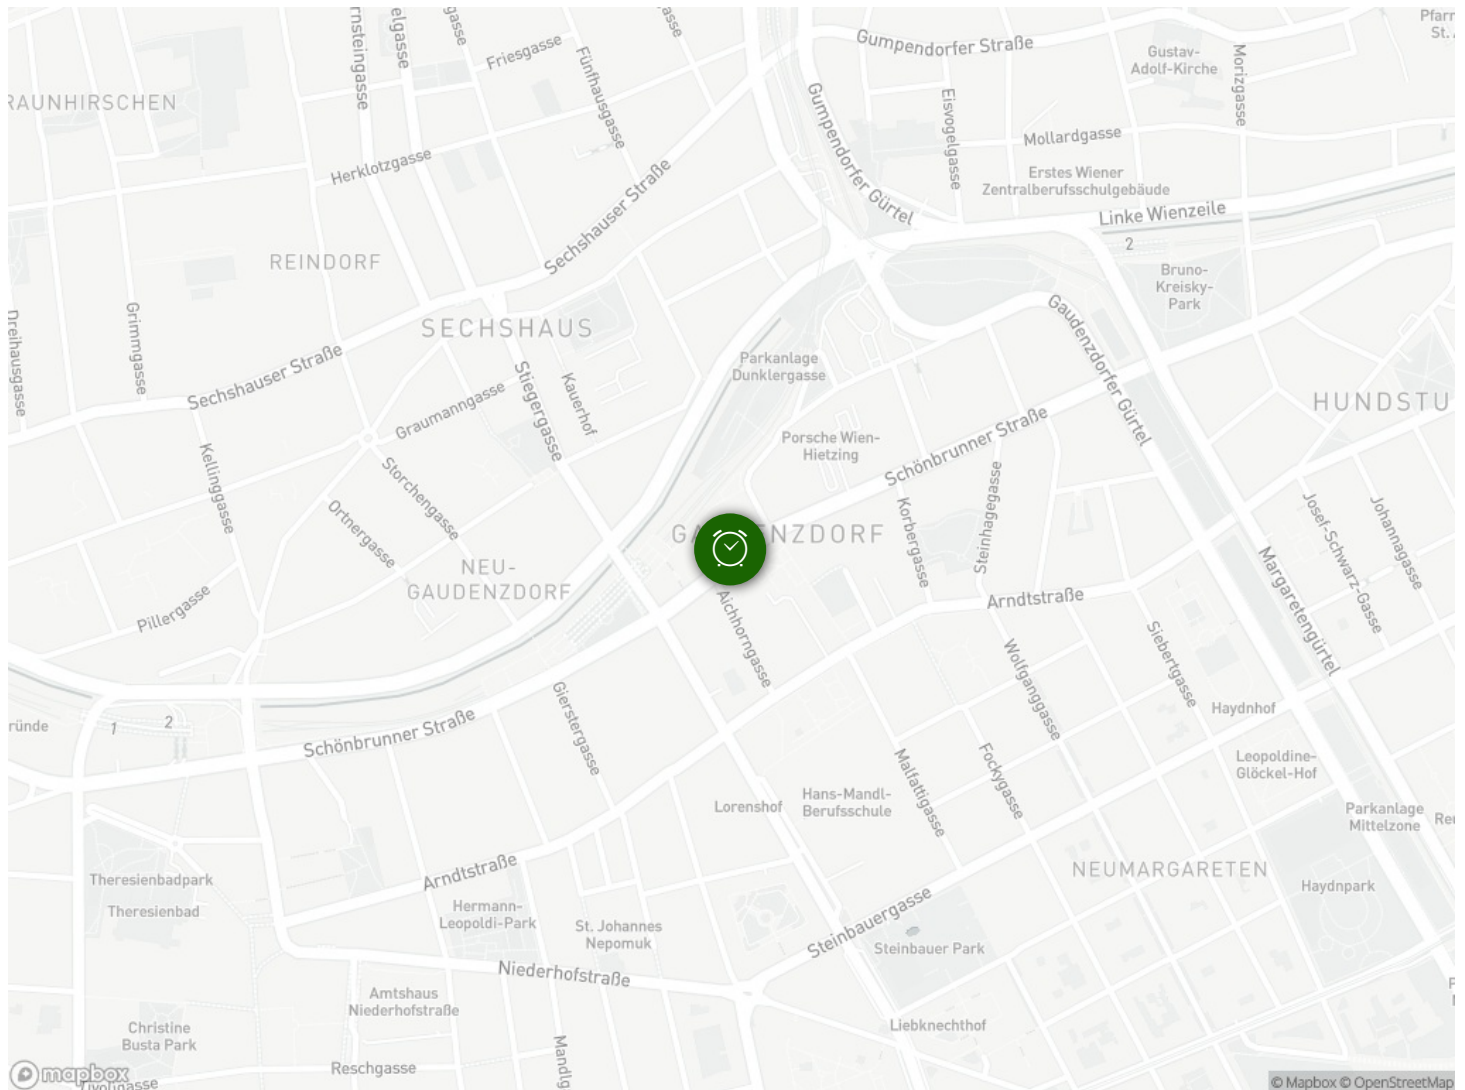 Gumpendorfer Straße
Gustav-
Adolf-Kirche
Morizgasse
Friesgasse
Fünfhausgasse
Gumpendorfer Gürtel
Eisvogelgasse
Mollardgasse
Erstes Wiener
Zentralberufsschulgebäude
Linke Wienzeile
2
Herklotzgasse
Sechshauser Straße
REINDORF
Bruno-
Kreisky-
Park
Dreihausgasse
Grimmgasse
SECHSHAUS
Gaudenzdorfer Gürtel
Parkanlage
Dunklergasse
Sechshauser Straße
Graumanngasse
Stiegergasse
Kauerhof
HUNDSTU
Porsche Wien-
Hietzing
Schönbrunner Straße
Kellinggasse
Storchengasse
Ortnergasse
Korbergasse
Steinhagegasse
Josef-Schwarz-Gasse
Johannagasse
NEU-
GAUDENZDORF
Pillergasse
Aichhorngasse
Arndtstraße
Margaretengürtel
Siebertgasse
Wolfganggasse
Haydnhof
1
2
Schönbrunner Straße
Gierstergasse
Malfattigasse
Fockygasse
Leopoldine-
Glöckel-Hof
Lorenshof
Hans-Mandl-
Berufsschule
Parkanlage
Mittelzone
Arndtstraße
NEUMARGARETEN
Haydnpark
Theresienbadpark
Theresienbad
Hermann-
Leopoldi-Park
St. Johannes
Nepomuk
Steinbauergasse
Steinbauer Park
Niederhofstraße
Amtshaus
Niederhofstraße
Christine
Busta Park
Liebknechthof
Reschgasse
mapbox
© Mapbox © OpenStreetMap